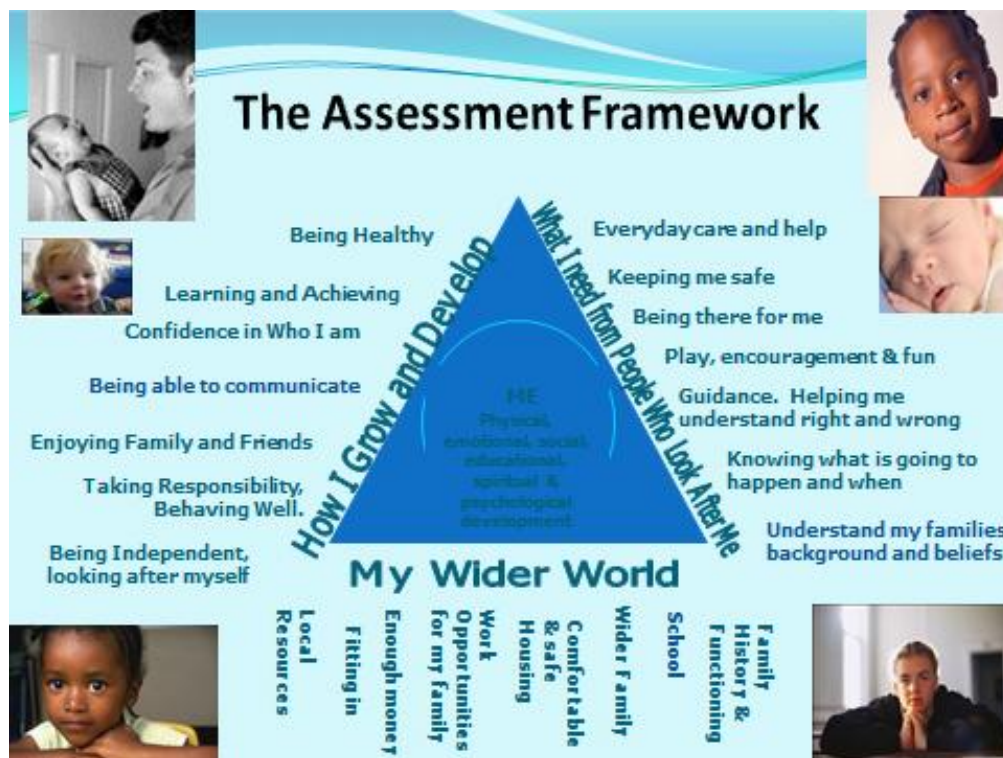 The Assessment Framework
Being Healthy
Learning and Achieving
Confidence in Who I am
Being able to communicate
Enjoying Family and Friends
Taking Responsibility,
Behaving Well.
Being Independent,
looking after myself
How I Grow and Develop
ME
Physical,
emotional, social,
educational,
spiritual &
psychological
development
What I need from People Who Look After Me
Everyday care and help
Keeping me safe
Being there for me
Play, encouragement & fun
Guidance. Helping me
understand right and wrong
Knowing what is going to
happen and when
Understand my families
background and beliefs
My Wider World
Local
Resources
Fitting in
Enough money
for my family
Work
Opportunities
Comfortable
& safe
Housing
Wider Family
School
Family
History &
Functioning